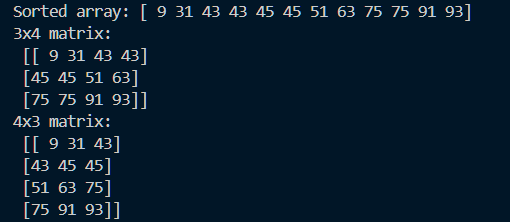 Sorted array: [ 9 31 43 43 45 45 51 63 75 75 91 93]
3x4 matrix:
 [[ 9 31 43 43]
 [45 45 51 63]
 [75 75 91 93]]
4x3 matrix:
 [[ 9 31 43]
 [43 45 45]
 [51 63 75]
 [75 91 93]]